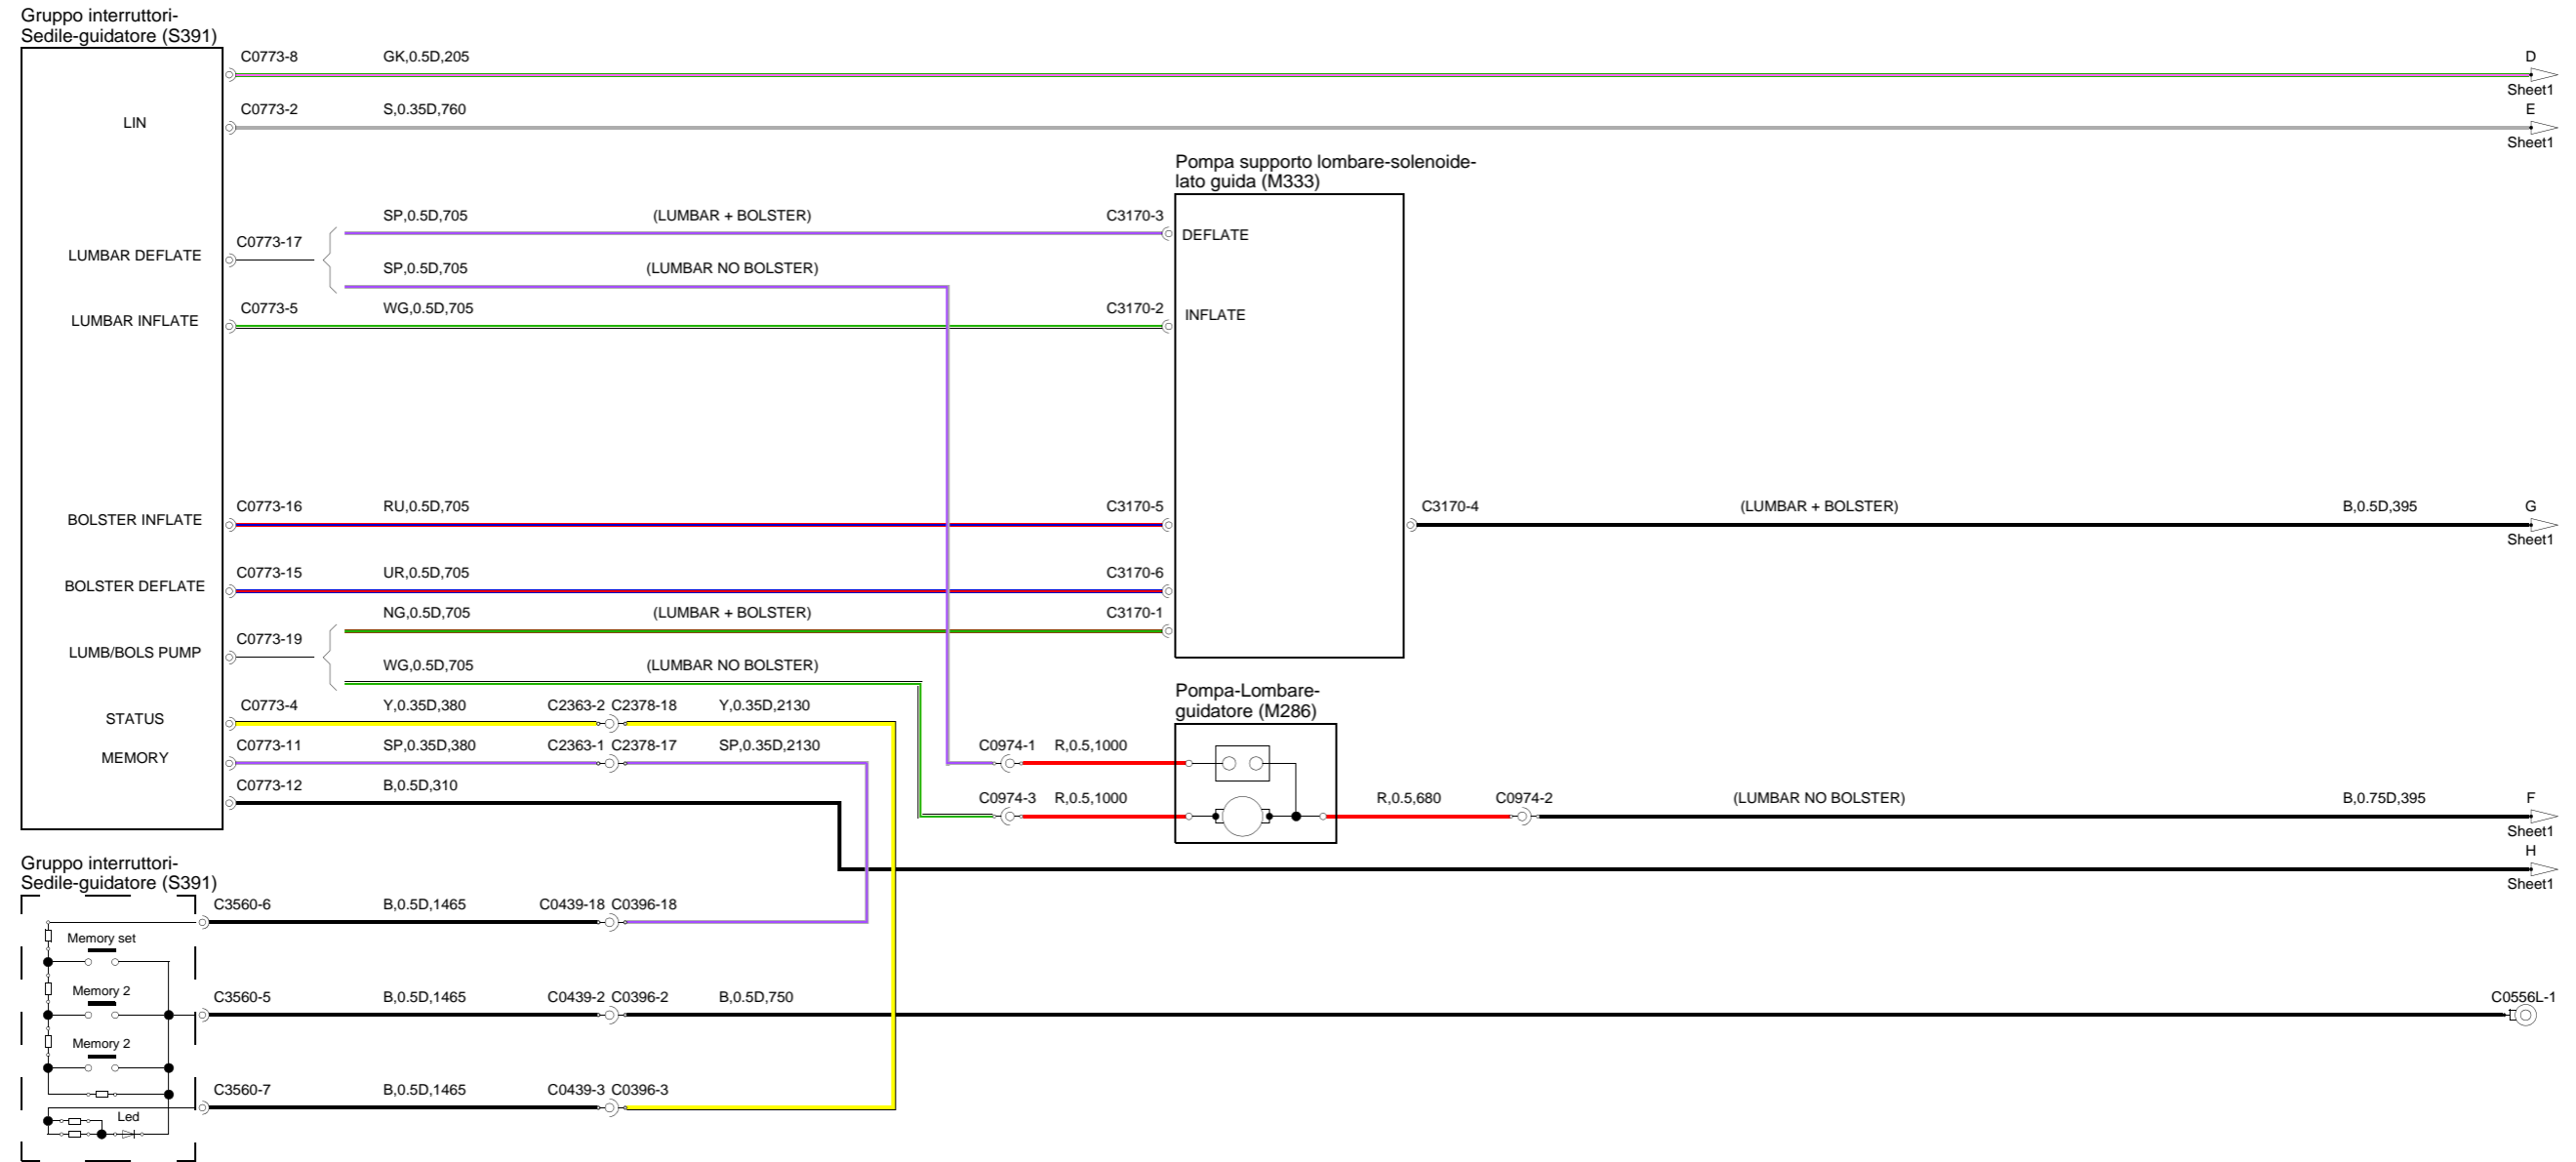 Gruppo interruttori-
Sedile-guidatore (S391)
C0773-8 GK,0.5D,205 D
Sheet1
LIN C0773-2 S,0.35D,760 E
Sheet1
Pompa supporto lombare-solenoide-
lato guida (M333)
SP,0.5D,705 (LUMBAR + BOLSTER) C3170-3
DEFLATE
LUMBAR DEFLATE C0773-17
SP,0.5D,705 (LUMBAR NO BOLSTER)
C0773-5 WG,0.5D,705 C3170-2
LUMBAR INFLATE INFLATE
C0773-16 RU,0.5D,705 C3170-5 C3170-4 (LUMBAR + BOLSTER) B,0.5D,395 G
BOLSTER INFLATE
Sheet1
C0773-15 UR,0.5D,705 C3170-6
BOLSTER DEFLATE
NG,0.5D,705 (LUMBAR + BOLSTER) C3170-1
C0773-19
LUMB/BOLS PUMP
WG,0.5D,705 (LUMBAR NO BOLSTER)
Pompa-Lombare-
guidatore (M286)
C0773-4 Y,0.35D,380 C2363-2 C2378-18 Y,0.35D,2130
STATUS
C0773-11 SP,0.35D,380 C2363-1 C2378-17 SP,0.35D,2130 C0974-1 R,0.5,1000
MEMORY
C0773-12 B,0.5D,310
C0974-3 R,0.5,1000 R,0.5,680 C0974-2 (LUMBAR NO BOLSTER) B,0.75D,395 F
Sheet1
H
Sheet1
Gruppo interruttori-
Sedile-guidatore (S391)
C3560-6 B,0.5D,1465 C0439-18 C0396-18
Memory set
Memory 2
C3560-5 B,0.5D,1465 C0439-2 C0396-2 B,0.5D,750 C0556L-1
Memory 2
C3560-7 B,0.5D,1465 C0439-3 C0396-3
Led